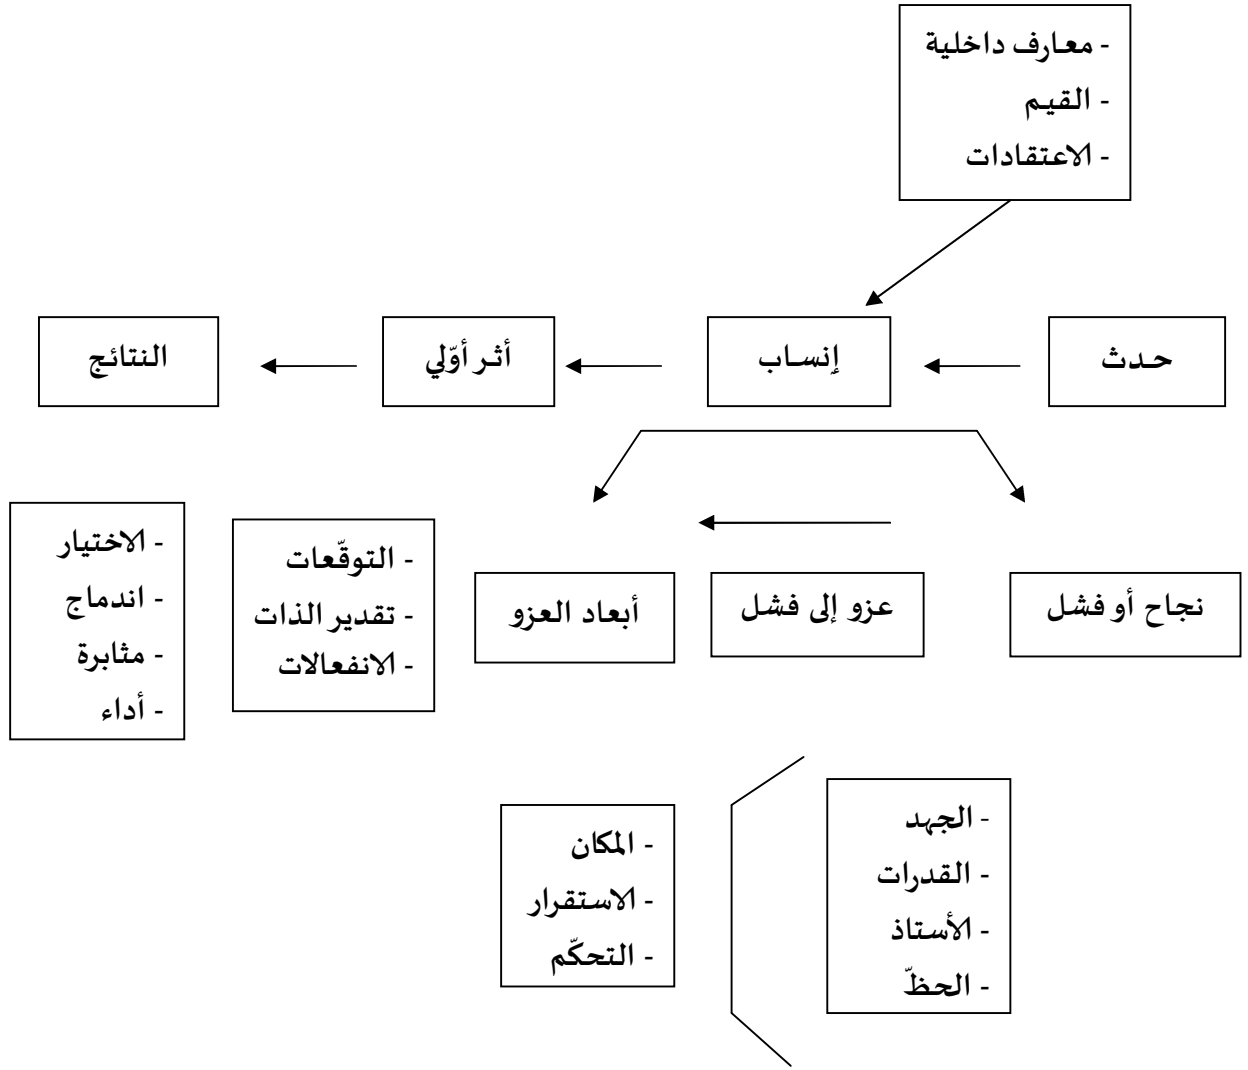 - معارف داخلية
- القيم
- الاعتقادات
حدث
إنساب
أثر أوّلي
النتائج
نجاح أو فشل
عزو إلى فشل
أبعاد العزو
- التوقّعات
- تقدير الذات
- الانفعالات
- الاختيار
- اندماج
- مثابرة
- أداء
- الجهد
- القدرات
- الأستاذ
- الحظّ
- المكان
- الاستقرار
- التحكّم